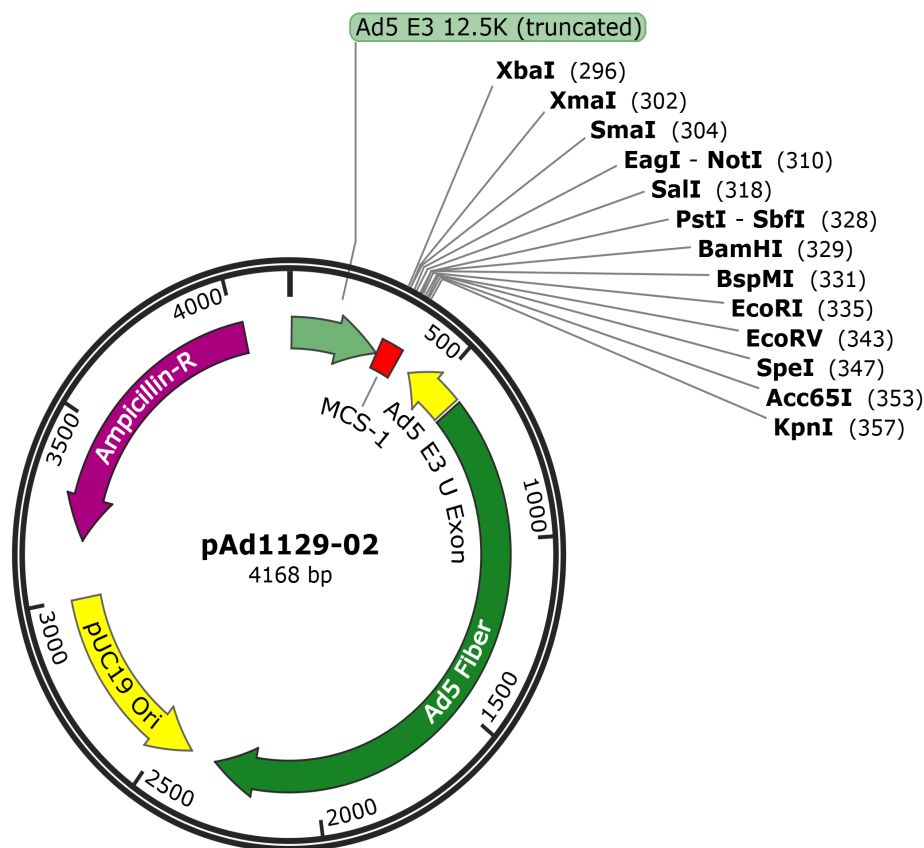 Ad5 E3 12.5K (truncated)
XbaI (296)
XmaI (302)
SmaI (304)
EagI - NotI (310)
SalI (318)
PstI - SbfI (328)
BamHI (329)
BspMI (331)
EcoRI (335)
EcoRV (343)
SpeI (347)
Acc65I (353)
KpnI (357)
4000
500
Ampicillin-R
MCS-1
Ad5 E3 U Exon
3500
1000
pAd1129-02
4168 bp
3000
pUC19 Ori
Ad5 Fiber
1500
2500
2000